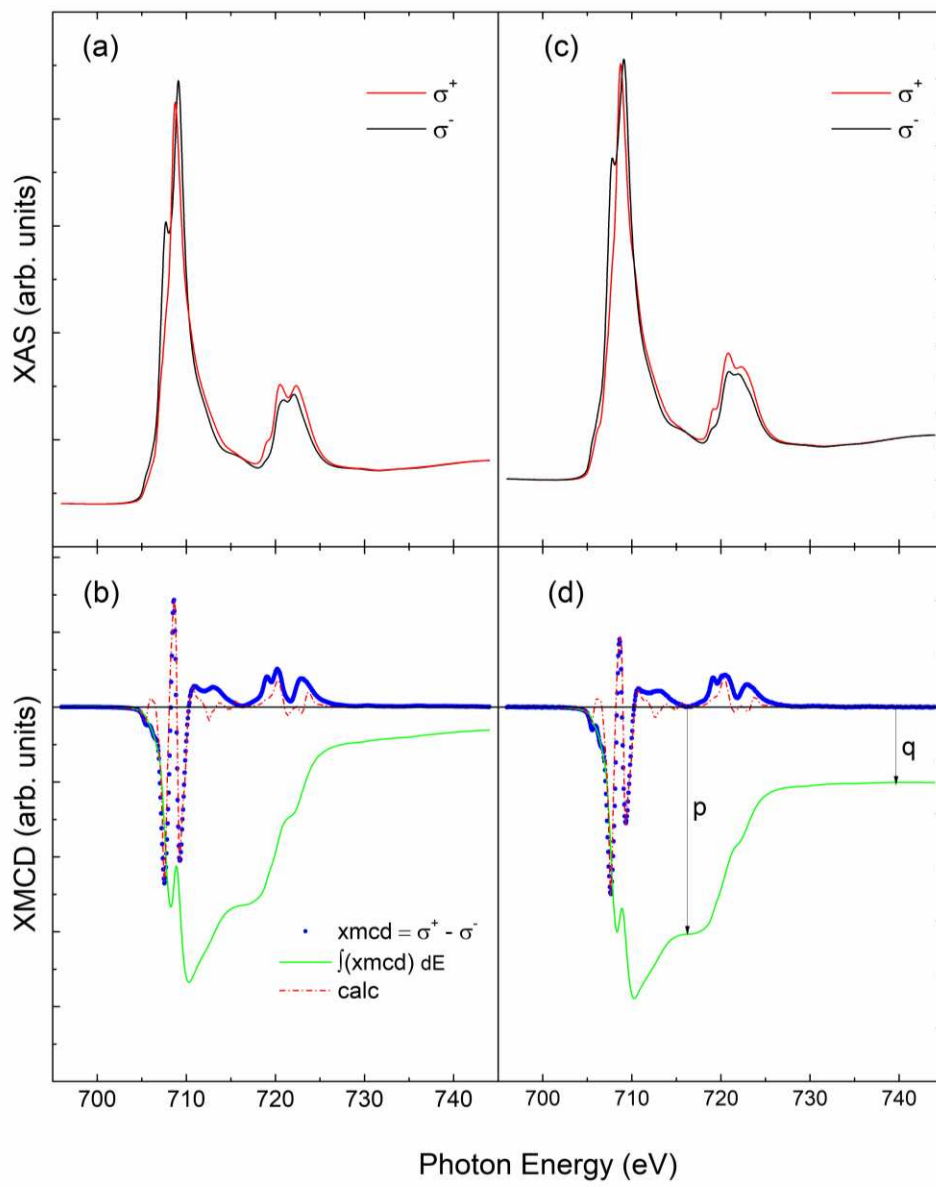 (a)
σ+
σ-
(c)
σ+
σ-
XAS (arb. units)
(b)
xmcd = σ+ - σ-
∫(xmcd) dE
calc
(d)
p
q
XMCD (arb. units)
700 710 720 730 740
700 710 720 730 740
Photon Energy (eV)